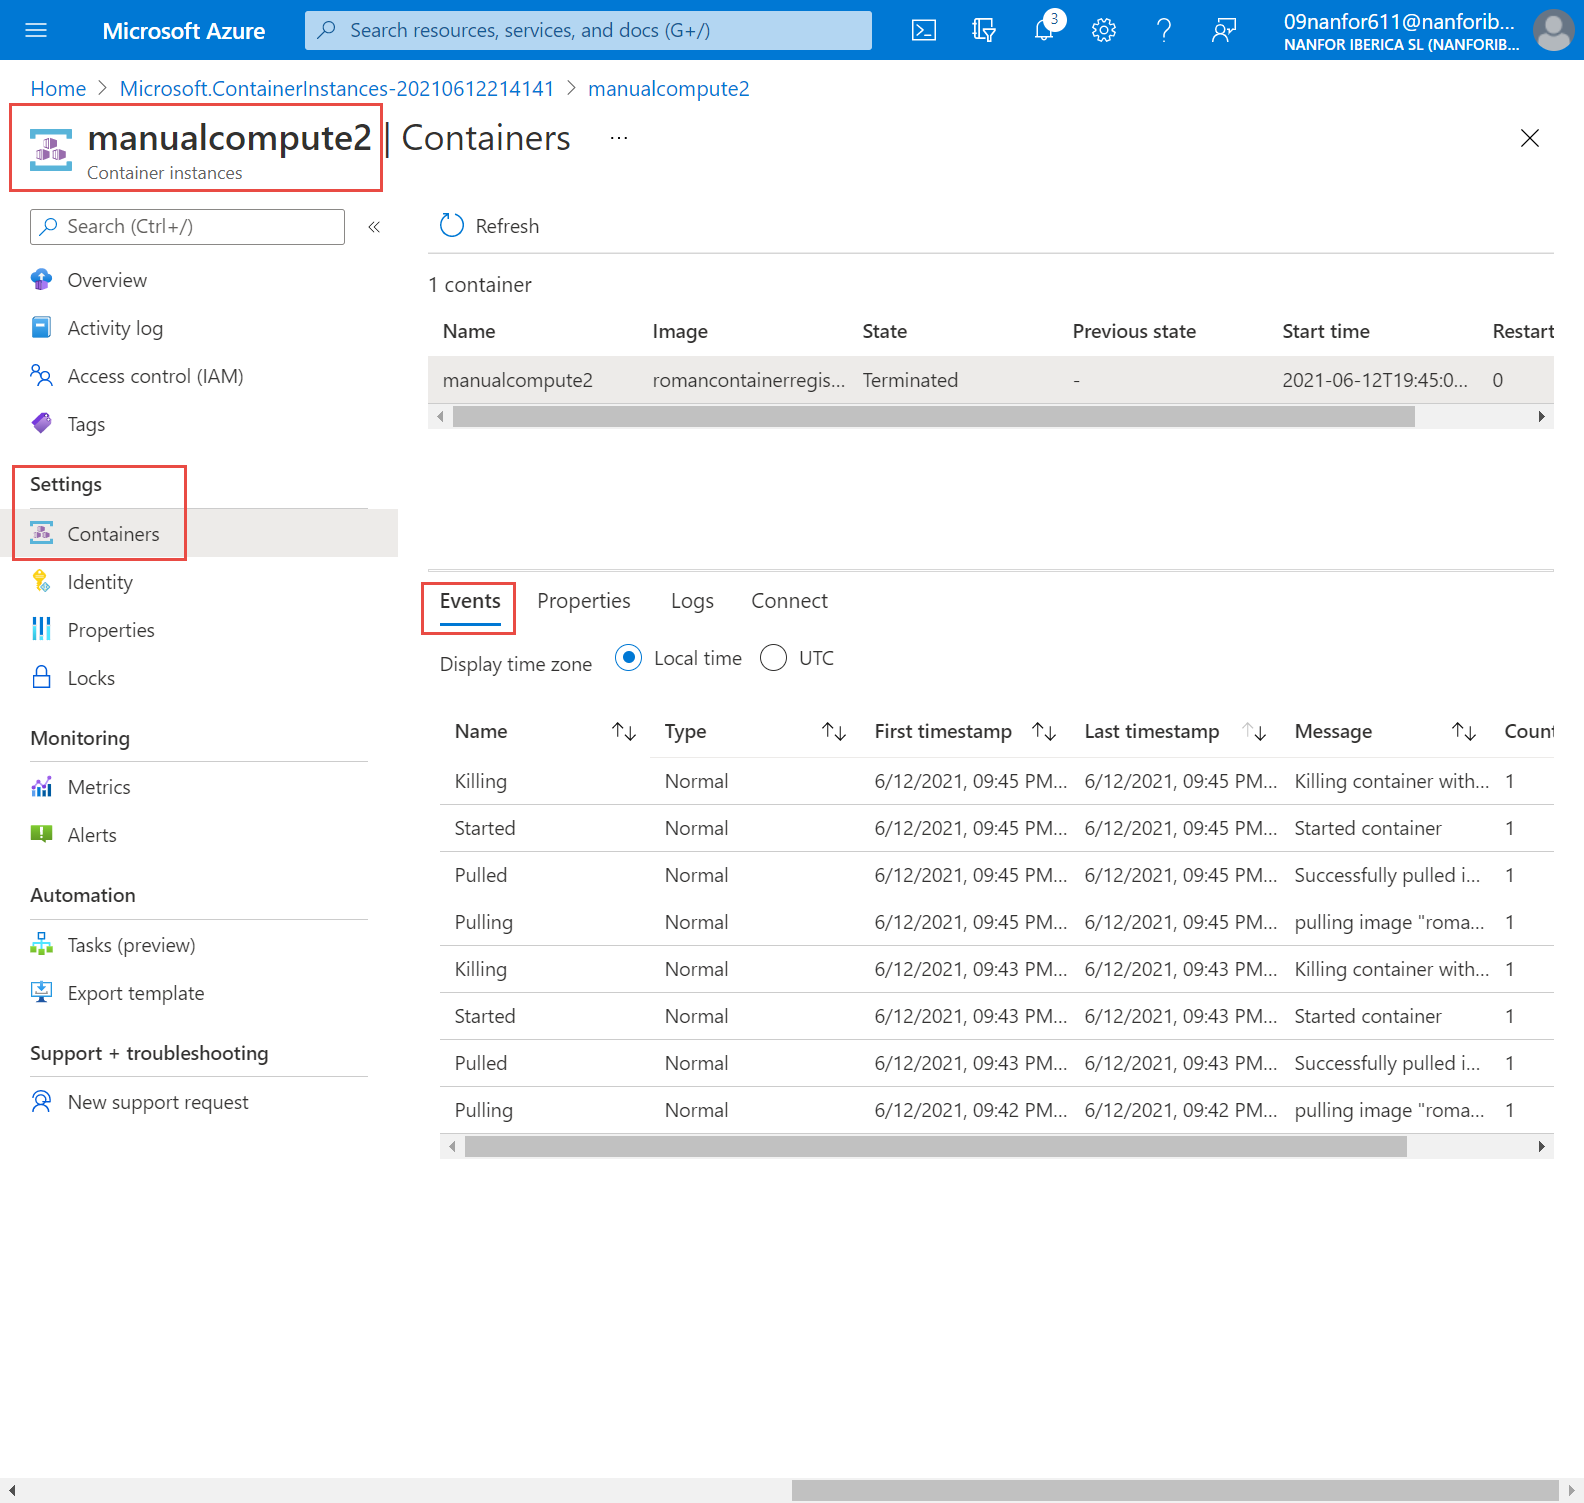 Microsoft Azure
Search resources, services, and docs (G+/)
3
09nanfor611@nanforib...
NANFOR IBERICA SL (NANFORIB...
Home > Microsoft.ContainerInstances-20210612214141 > manualcompute2
manualcompute2 | Containers ...
Container instances
Search (Ctrl+/)
«
Overview
Activity log
Access control (IAM)
Tags
Settings
Containers
Identity
Properties
Locks
Monitoring
Metrics
Alerts
Automation
Tasks (preview)
Export template
Support + troubleshooting
New support request
Refresh
1 container
Name Image State Previous state Start time Restart
manualcompute2 romancontainerregis... Terminated - 2021-06-12T19:45:0... 0
Events Properties Logs Connect
Display time zone Local time UTC
Name Type First timestamp Last timestamp Message Count
Killing Normal 6/12/2021, 09:45 PM... 6/12/2021, 09:45 PM... Killing container with... 1
Started Normal 6/12/2021, 09:45 PM... 6/12/2021, 09:45 PM... Started container 1
Pulled Normal 6/12/2021, 09:45 PM... 6/12/2021, 09:45 PM... Successfully pulled i... 1
Pulling Normal 6/12/2021, 09:45 PM... 6/12/2021, 09:45 PM... pulling image "roma... 1
Killing Normal 6/12/2021, 09:43 PM... 6/12/2021, 09:43 PM... Killing container with... 1
Started Normal 6/12/2021, 09:43 PM... 6/12/2021, 09:43 PM... Started container 1
Pulled Normal 6/12/2021, 09:43 PM... 6/12/2021, 09:43 PM... Successfully pulled i... 1
Pulling Normal 6/12/2021, 09:42 PM... 6/12/2021, 09:42 PM... pulling image "roma... 1